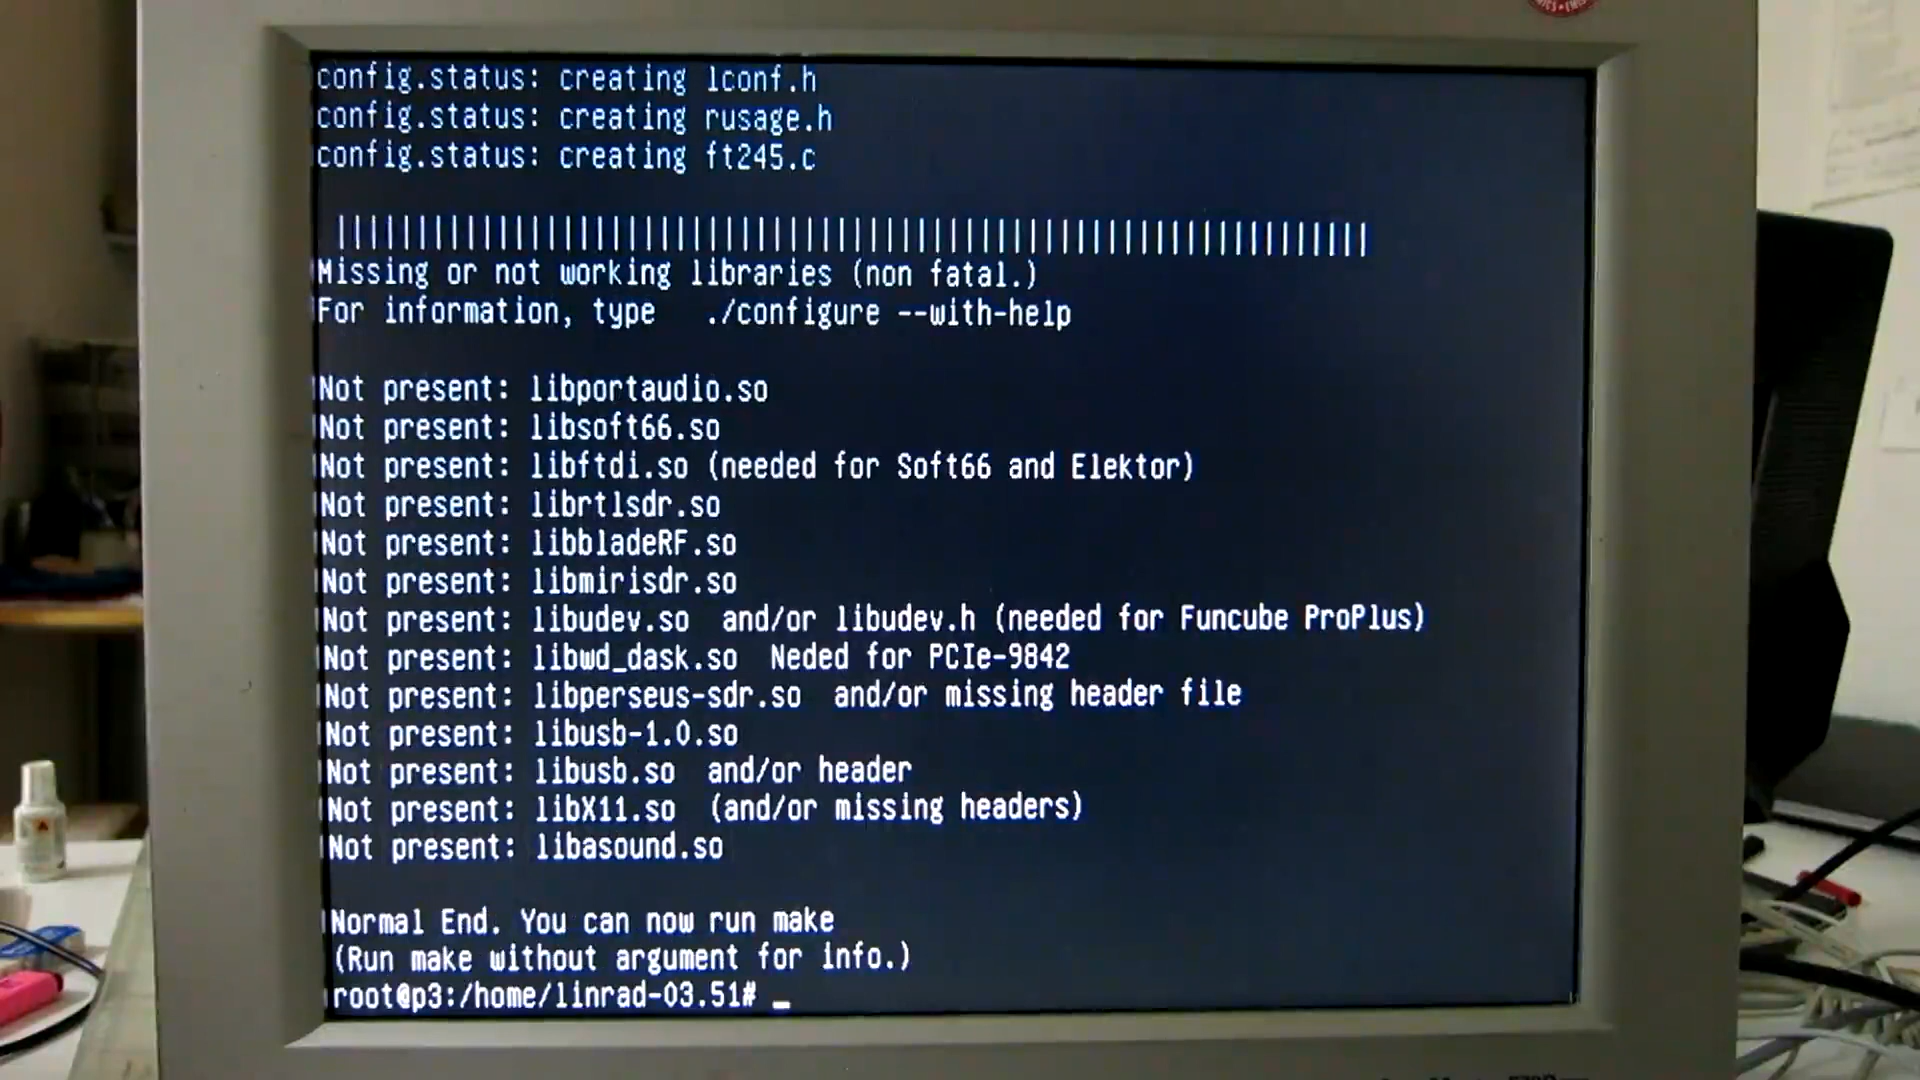 config.status: creating lconf.h
config.status: creating rusage.h
config.status: creating ft245.c
||||||||||||||||||||||||||||||||||||||||||||||||||||||||||||||||
Missing or not working libraries (non fatal.)
For information, type   ./configure --with-help
Not present: libportaudio.so
Not present: libsoft66.so
Not present: libftdi.so (needed for Soft66 and Elektor)
Not present: librtlsdr.so
Not present: libbladeRF.so
Not present: libmirisdr.so
Not present: libudev.so  and/or libudev.h (needed for Funcube ProPlus)
Not present: libwd_dask.so  Neded for PCIe-9842
Not present: libperseus-sdr.so  and/or missing header file
Not present: libusb-1.0.so
Not present: libusb.so  and/or header
Not present: libX11.so  (and/or missing headers)
Not present: libasound.so
Normal End. You can now run make
(Run make without argument for info.)
root@p3:/home/linrad-03.51# _